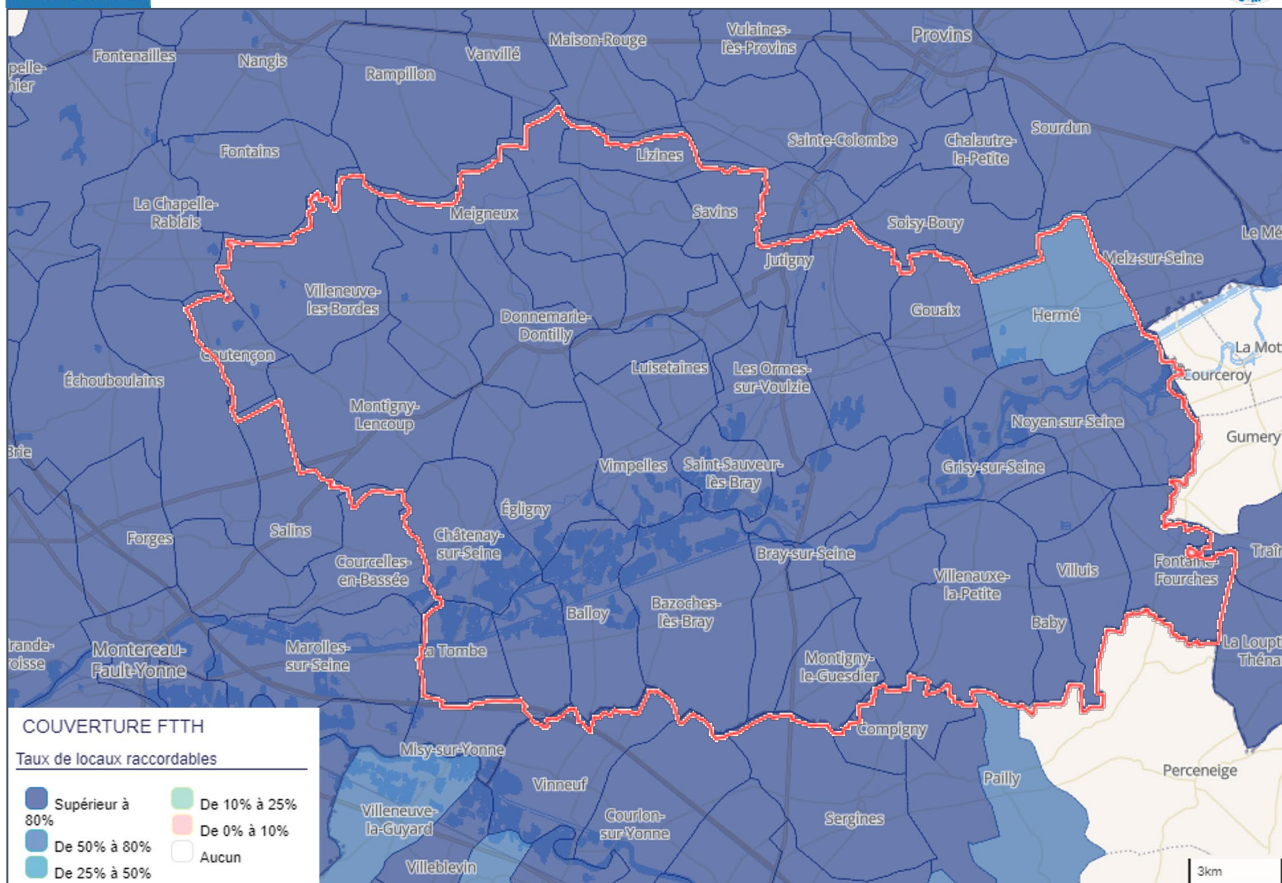 Fontenailles
Nangis
Rampillon
Vanvillé
Maison-Rouge
Vulaines-
lès-Provins
Provins
Fontains
Lizines
Sainte-Colombe
Chalautre-
la-Petite
Sourdun
La Chapelle-
Rablais
Meigneux
Savins
Soisy-Bouy
Jutigny
Melz-sur-Seine
Villeneuve-
les Bordes
Donnemarie-
Dontilly
Gouaix
Hermé
Coutençon
Échouboulains
Luisetaines
Les Ormes-
sur-Voulzie
Courceroy
Montigny-
Lencoup
Noyen-sur-Seine
Gumery
Vimpelles
Saint-Sauveur-
lès-Bray
Grisy-sur-Seine
Égligny
Forges
Salins
Châtenay-
sur-Seine
Courcelles-
en-Bassée
Bray-sur-Seine
Villenauxe-
la-Petite
Villuis
Fontaine-
Fourches
Balloy
Bazoches-
lès-Bray
Baby
Montereau-
Fault-Yonne
Marolles-
sur-Seine
La Tombe
Montigny-
le-Guesdier
Compigny
Misy-sur-Yonne
Vinneuf
Pailly
Perceneige
Villeneuve-
la-Guyard
Courlon-
sur-Yonne
Sergines
Villeblevin
COUVERTURE FTTH
Taux de locaux raccordables
Supérieur à
80%
De 50% à 80%
De 25% à 50%
De 10% à 25%
De 0% à 10%
Aucun
3km